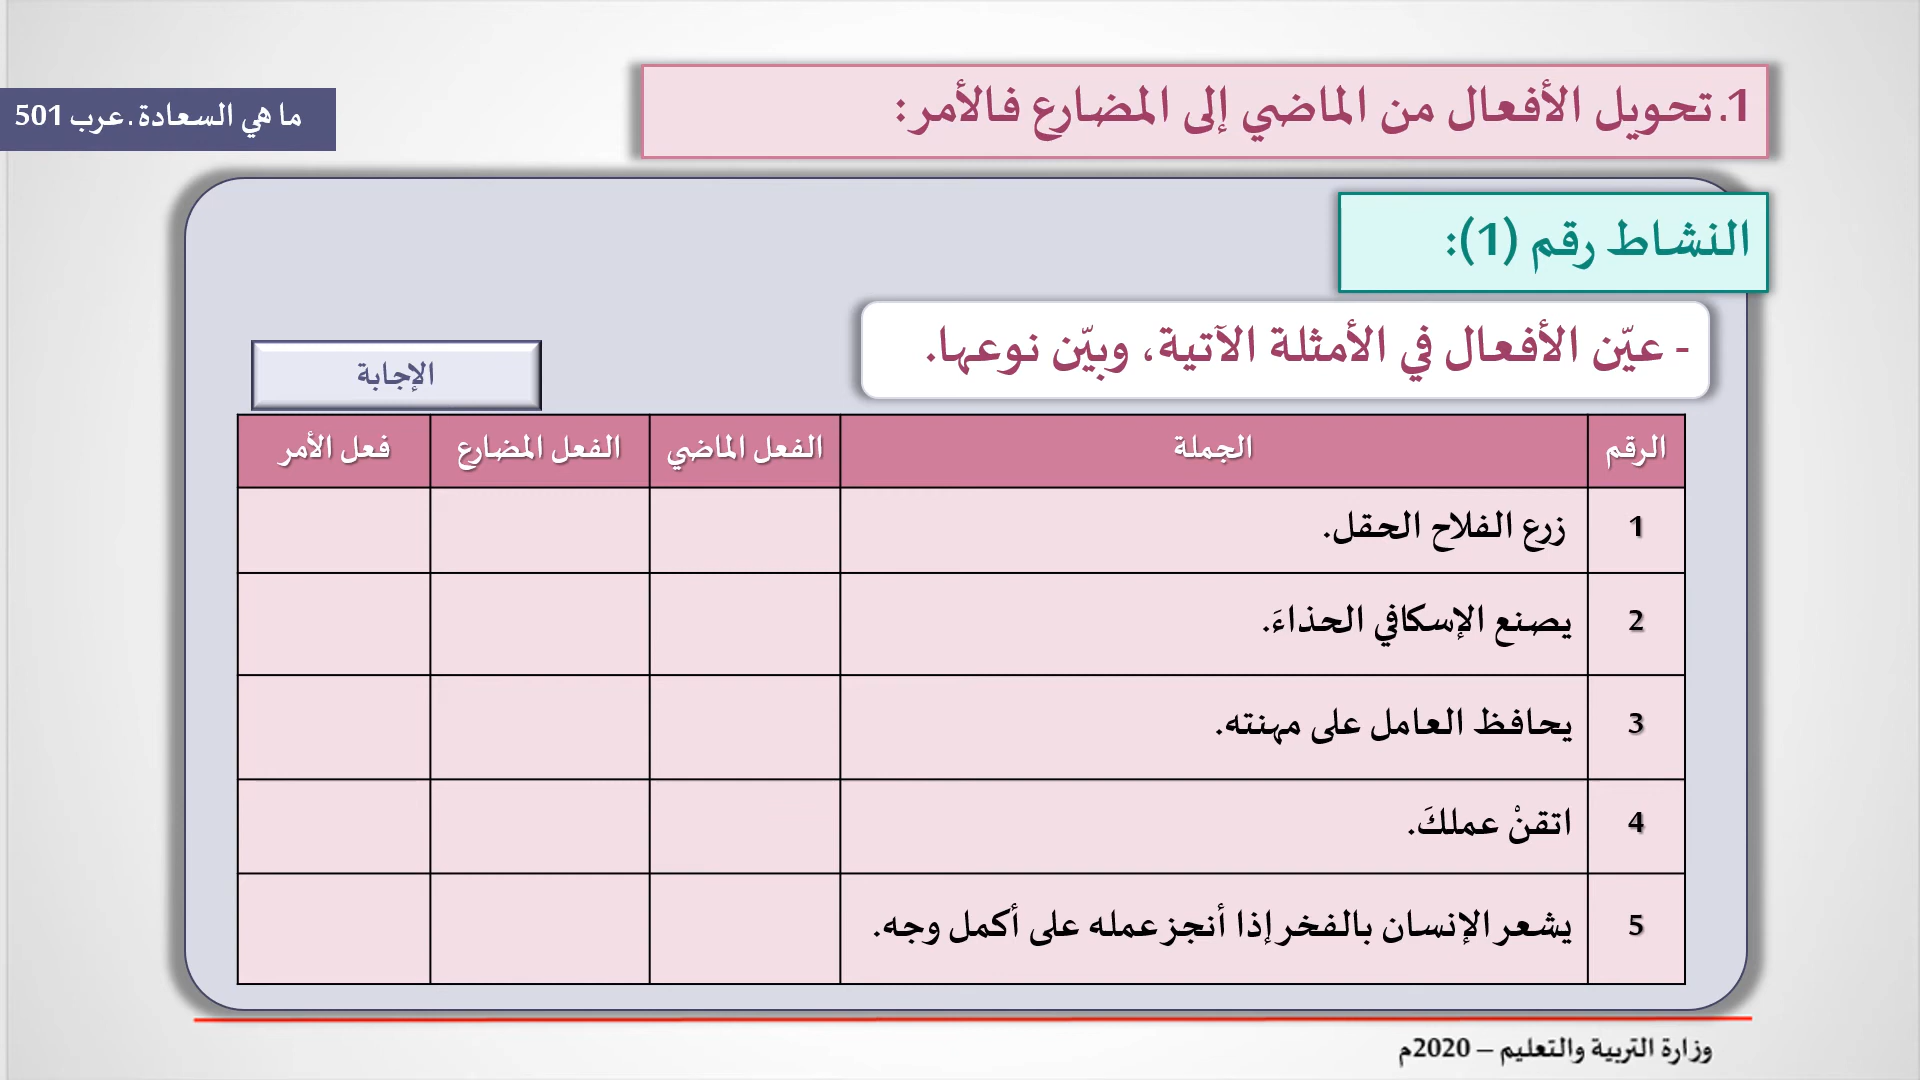 1.تحويل الأفعال من الماضي إلى المضارع فالأمر:
ما هي السعادة.عرب 501
النشاط رقم (1):
- عيّن الأفعال في الأمثلة الآتية، وبيّن نوعها.
الإجابة
الرقم الجملة الفعل الماضي الفعل المضارع فعل الأمر
1 زرع الفلاح الحقل.
2 يصنع الإسكافي الحذاءَ.
3 يحافظ العامل على مهنته.
4 اتقنْ عملكَ.
5 يشعر الإنسان بالفخر إذا أنجز عمله على أكمل وجه.
وزارة التربية والتعليم – 2020م